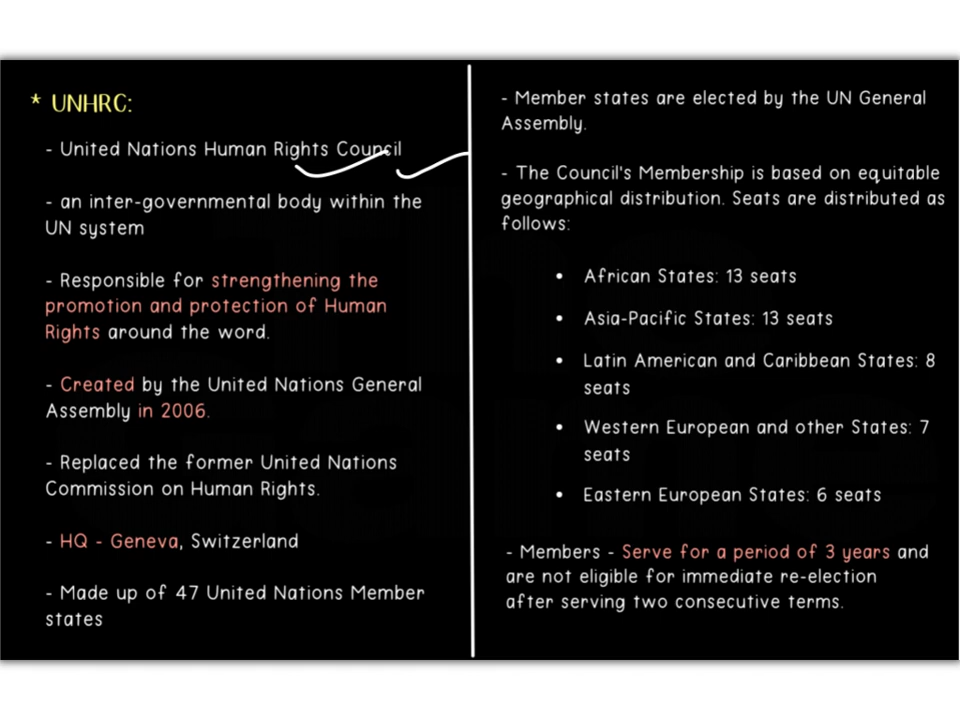 * UNHRC:
- United Nations Human Rights Council
- an inter-governmental body within the
UN system
- Responsible for strengthening the
promotion and protection of Human
Rights around the word.
- Created by the United Nations General
Assembly in 2006.
- Replaced the former United Nations
Commission on Human Rights.
- HQ - Geneva, Switzerland
- Made up of 47 United Nations Member
states
- Member states are elected by the UN General
Assembly.
- The Council's Membership is based on equitable
geographical distribution. Seats are distributed as
follows:
• African States: 13 seats
• Asia-Pacific States: 13 seats
• Latin American and Caribbean States: 8
seats
• Western European and other States: 7
seats
• Eastern European States: 6 seats
- Members - Serve for a period of 3 years and
are not eligible for immediate re-election
after serving two consecutive terms.